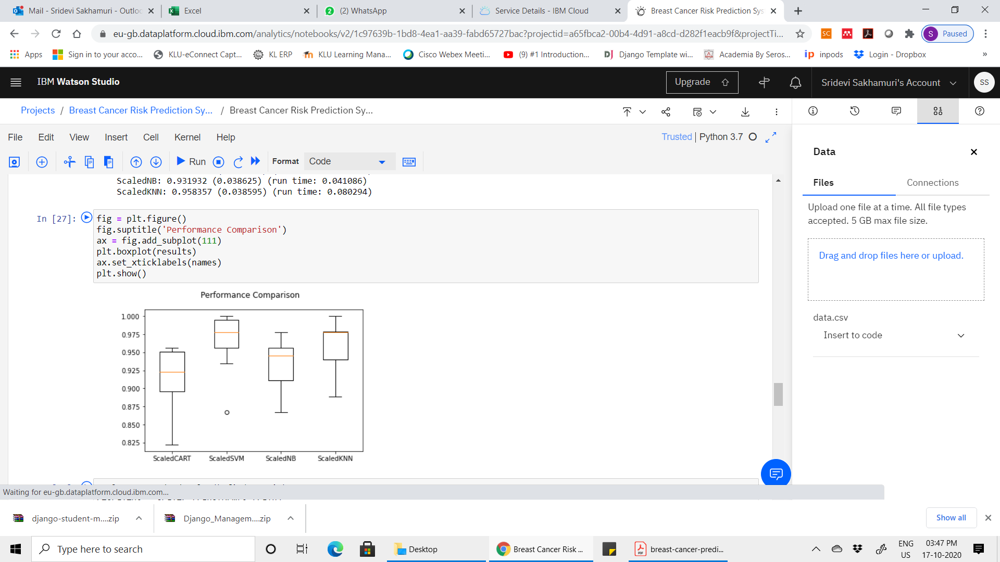 Mail - Sridevi Sakhamuri - Outloo
Excel
(2) WhatsApp
Service Details - IBM Cloud
Breast Cancer Risk Prediction Sys
eu-gb.dataplatform.cloud.ibm.com/analytics/notebooks/v2/1c97639b-1bd8-4ea1-aa39-fabd65727bac?projectid=a65fbca2-00b4-4d91-a8cd-d282f1eacb9f&projectTi...
SC
S Paused
Apps
Sign in to your acco...
KLU-eConnect Capt...
KL ERP
KLU Learning Mana...
Cisco Webex Meeti...
(9) #1 Introduction...
Django Template wi...
Academia By Seros...
ip inpods
Login - Dropbox
»
IBM Watson Studio
Upgrade
Sridevi Sakhamuri's Account
SS
Projects / Breast Cancer Risk Prediction Sy... / Breast Cancer Risk Prediction Sy...
File Edit View Insert Cell Kernel Help
Trusted | Python 3.7
Run
Format
Code
ScaledNB: 0.931932 (0.038625) (run time: 0.041086)
ScaledKNN: 0.958357 (0.038595) (run time: 0.080294)
In [27]:
fig = plt.figure()
fig.suptitle('Performance Comparison')
ax = fig.add_subplot(111)
plt.boxplot(results)
ax.set_xticklabels(names)
plt.show()
Performance Comparison
1.000
0.975
0.950
0.925
0.900
0.875
0.850
0.825
ScaledCART ScaledSVM ScaledNB ScaledKNN
Data
Files
Connections
Upload one file at a time. All file types
accepted. 5 GB max file size.
Drag and drop files here or upload.
data.csv
Insert to code
Waiting for eu-gb.dataplatform.cloud.ibm.com...
django-student-m....zip
Django_Managem....zip
Show all
Type here to search
Desktop
Breast Cancer Risk ...
breast-cancer-predi...
ENG
US
03:47 PM
17-10-2020